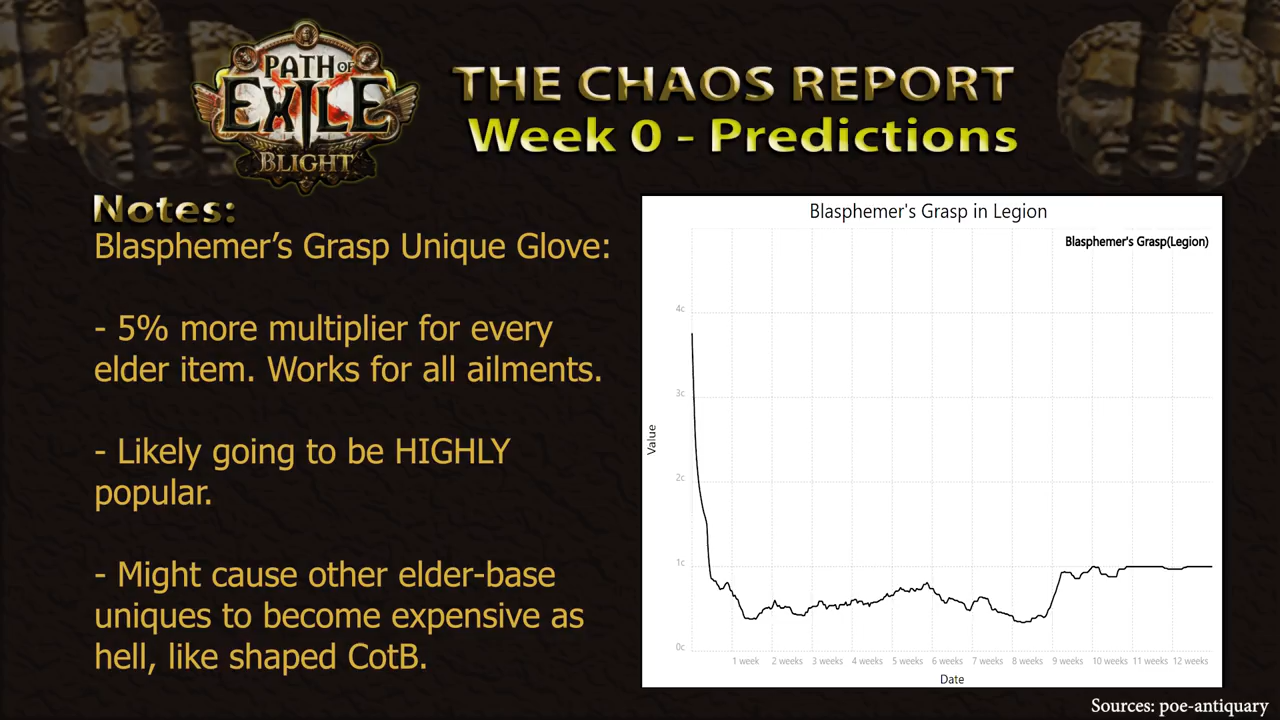 PATH OF
EXILE
BLIGHT
THE CHAOS REPORT
Week 0 - Predictions
Notes:
Blasphemer’s Grasp Unique Glove:
- 5% more multiplier for every
elder item. Works for all ailments.
- Likely going to be HIGHLY
popular.
- Might cause other elder-base
uniques to become expensive as
hell, like shaped CotB.
Blasphemer's Grasp in Legion
Blasphemer's Grasp(Legion)
Value
4c
3c
2c
1c
0c
1 week 2 weeks 3 weeks 4 weeks 5 weeks 6 weeks 7 weeks 8 weeks 9 weeks 10 weeks 11 weeks 12 weeks
Date
Sources: poe-antiquary